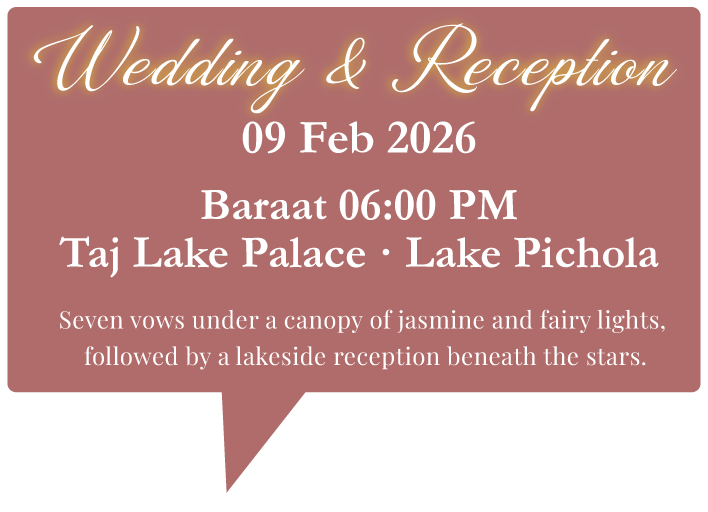 Wedding & Reception
09 Feb 2026
Baraat 06:00 PM
Taj Lake Palace · Lake Pichola
Seven vows under a canopy of jasmine and fairy lights,
followed by a lakeside reception beneath the stars.